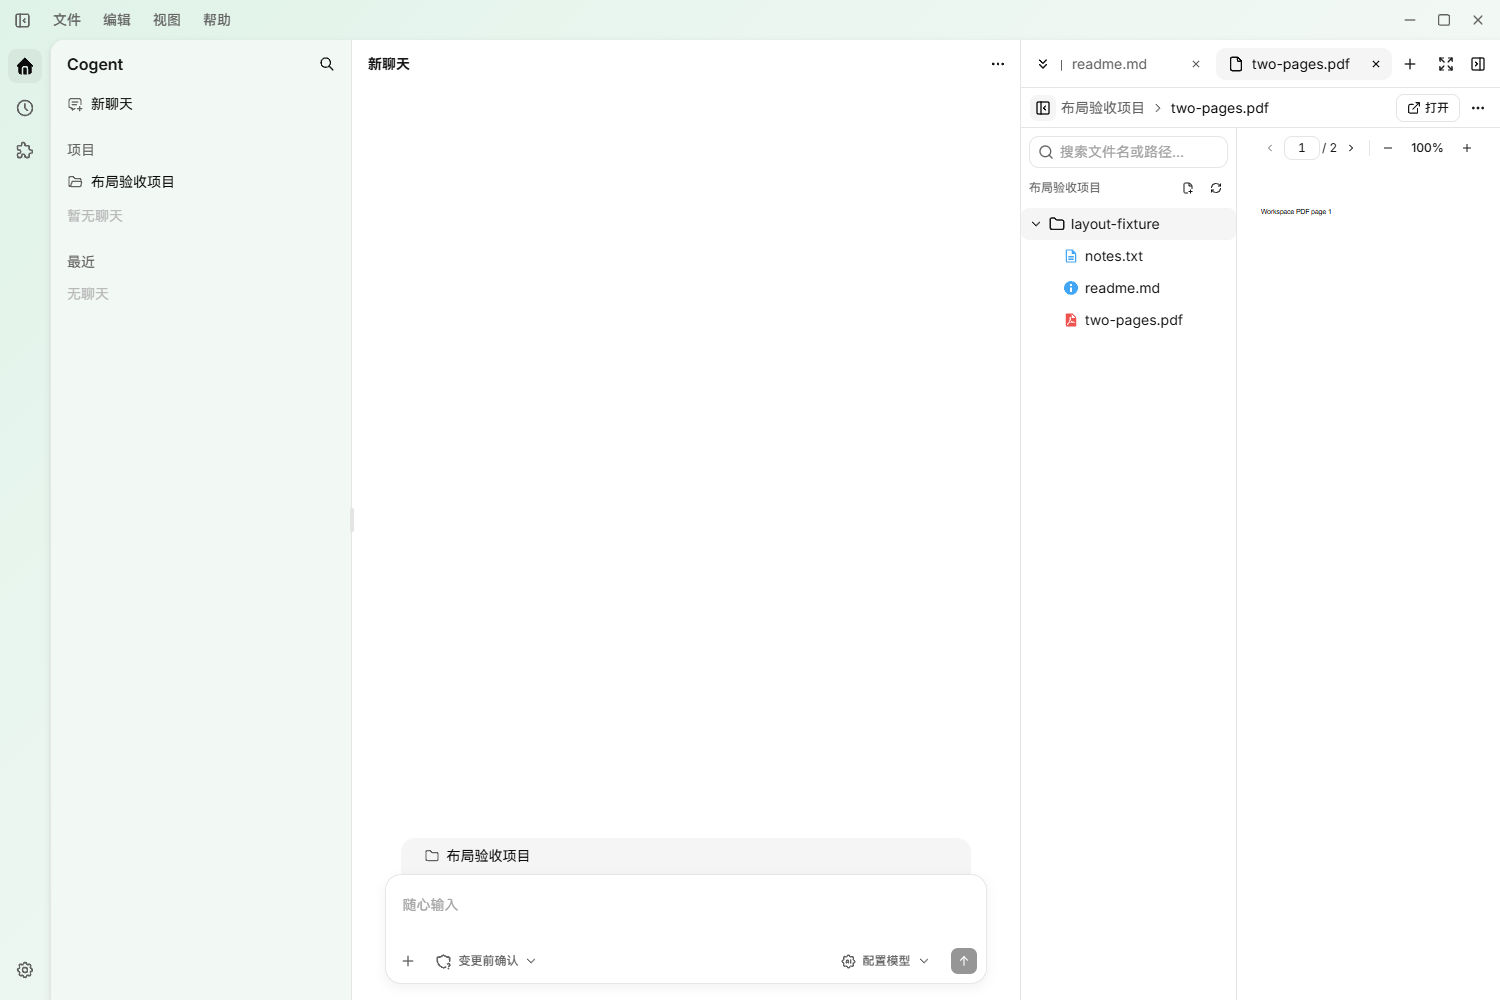 文件 编辑 视图 帮助
Cogent
新聊天
项目
布局验收项目
暂无聊天
最近
无聊天
新聊天
布局验收项目
随心输入
变更前确认
配置模型
readme.md
two-pages.pdf
布局验收项目 two-pages.pdf
打开
搜索文件名或路径...
布局验收项目
layout-fixture
notes.txt
readme.md
two-pages.pdf
1 / 2 100%
Workspace PDF page 1